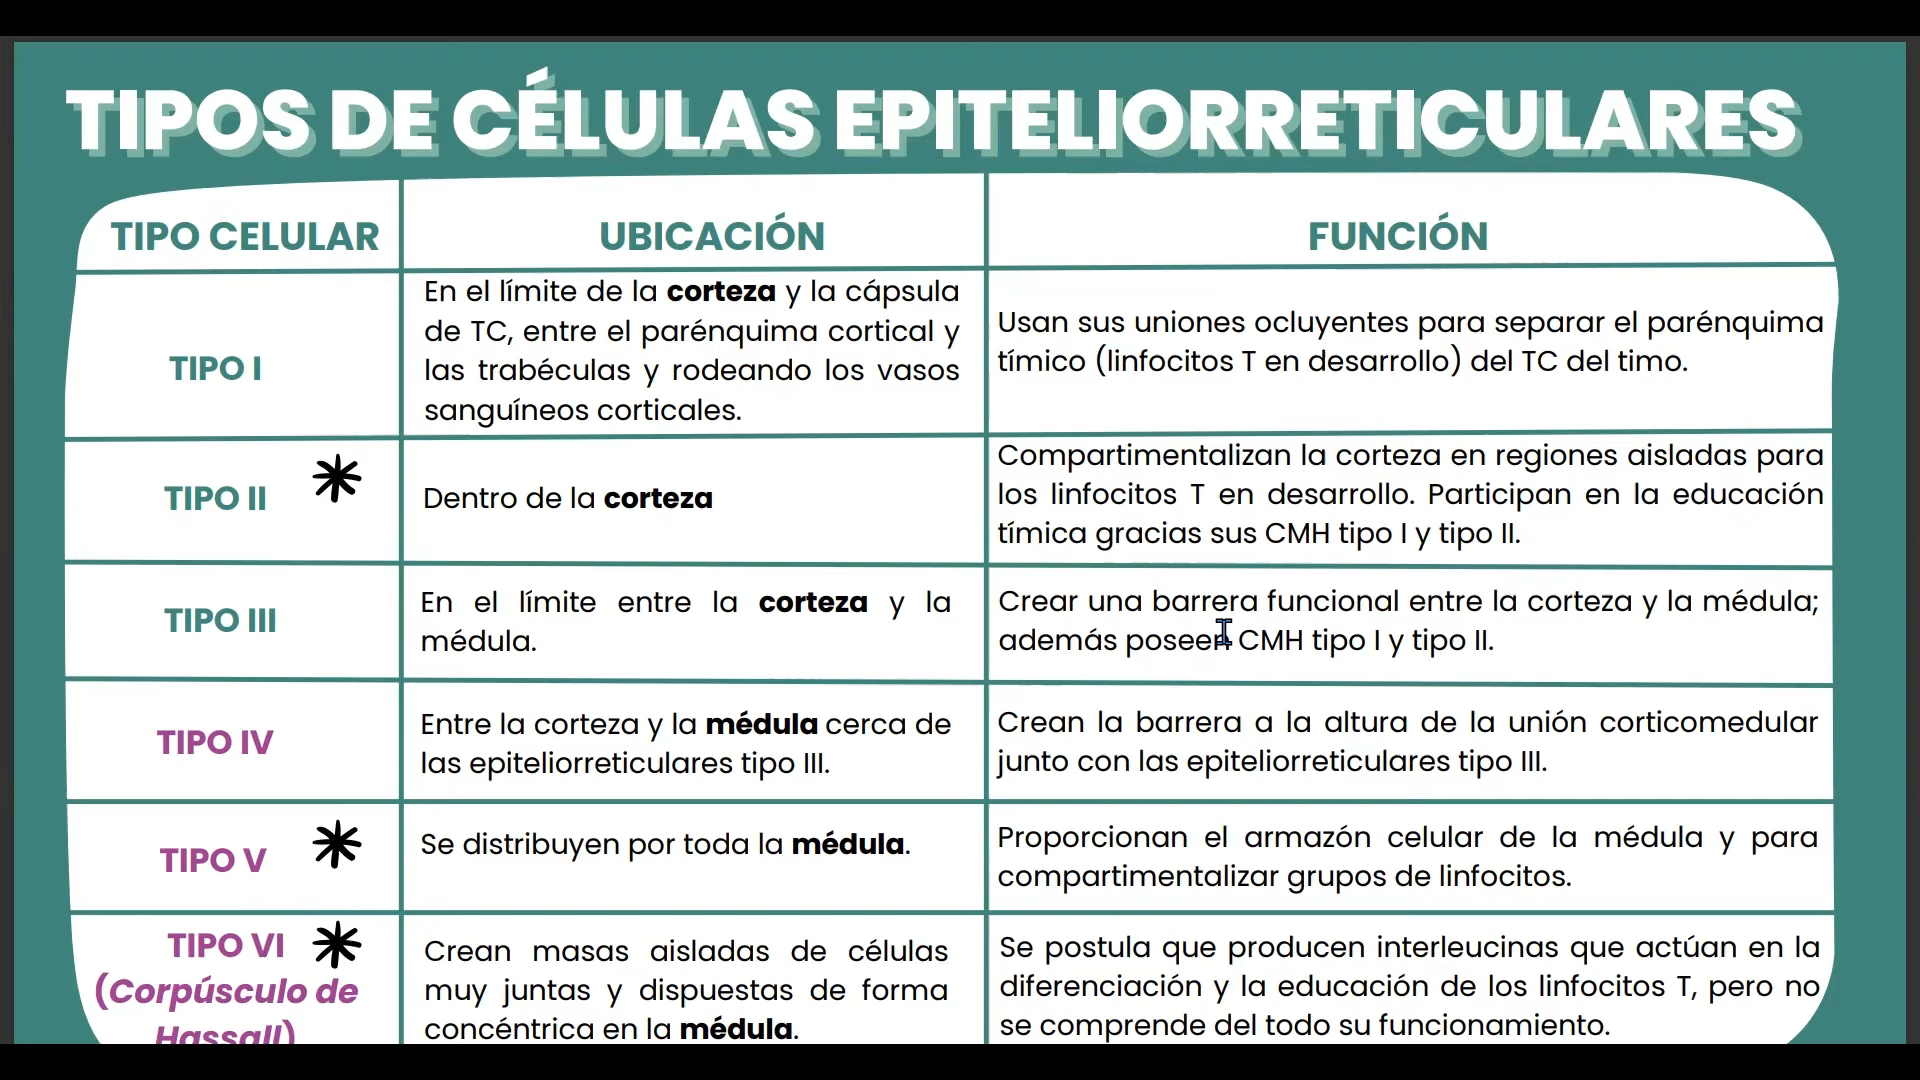 TIPOS DE CÉLULAS EPITELIORRETICULARES
TIPO CELULAR
UBICACIÓN
FUNCIÓN
TIPO I
En el límite de la corteza y la cápsula
de TC, entre el parénquima cortical y
las trabéculas y rodeando los vasos
sanguíneos corticales.
Usan sus uniones ocluyentes para separar el parénquima
tímico (linfocitos T en desarrollo) del TC del timo.
TIPO II
Dentro de la corteza
Compartimentalizan la corteza en regiones aisladas para
los linfocitos T en desarrollo. Participan en la educación
tímica gracias sus CMH tipo I y tipo II.
TIPO III
En el límite entre la corteza y la
médula.
Crear una barrera funcional entre la corteza y la médula;
además poseen CMH tipo I y tipo II.
TIPO IV
Entre la corteza y la médula cerca de
las epiteliorreticulares tipo III.
Crean la barrera a la altura de la unión corticomedular
junto con las epiteliorreticulares tipo III.
TIPO V
Se distribuyen por toda la médula.
Proporcionan el armazón celular de la médula y para
compartimentalizar grupos de linfocitos.
TIPO VI
(Corpúsculo de
Hassall)
Crean masas aisladas de células
muy juntas y dispuestas de forma
concéntrica en la médula.
Se postula que producen interleucinas que actúan en la
diferenciación y la educación de los linfocitos T, pero no
se comprende del todo su funcionamiento.